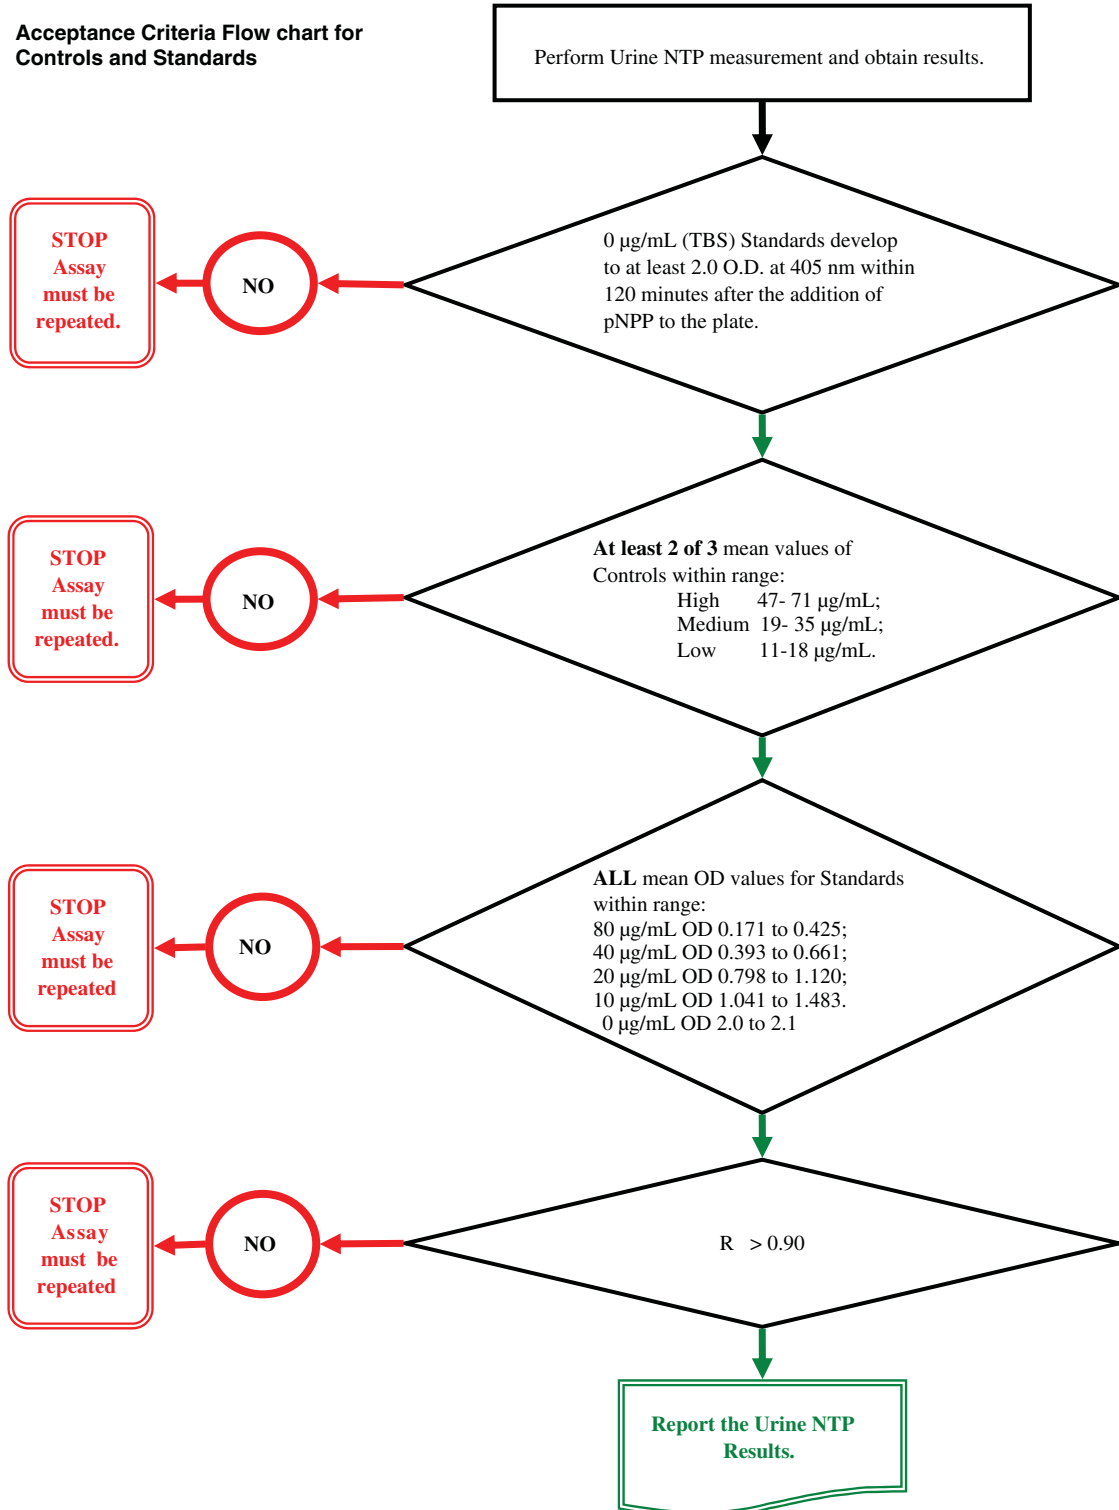 Acceptance Criteria Flow chart for
Controls and Standards
Perform Urine NTP measurement and obtain results.
0 µg/mL (TBS) Standards develop
to at least 2.0 O.D. at 405 nm within
120 minutes after the addition of
pNPP to the plate.
NO
STOP
Assay
must be
repeated.
At least 2 of 3 mean values of
Controls within range:
High 47- 71 µg/mL;
Medium 19- 35 µg/mL;
Low 11-18 µg/mL.
NO
STOP
Assay
must be
repeated.
ALL mean OD values for Standards
within range:
80 µg/mL OD 0.171 to 0.425;
40 µg/mL OD 0.393 to 0.661;
20 µg/mL OD 0.798 to 1.120;
10 µg/mL OD 1.041 to 1.483.
0 µg/mL OD 2.0 to 2.1
NO
STOP
Assay
must be
repeated
R > 0.90
NO
STOP
Assay
must be
repeated
Report the Urine NTP
Results.